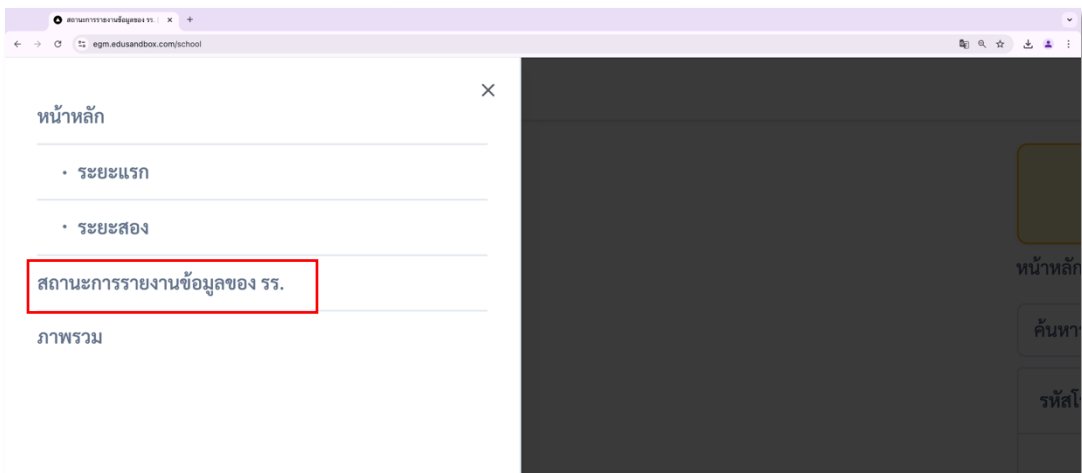 สถานะการรายงานข้อมูลของ รร.
egm.edusandbox.com/school
หน้าหลัก
• ระยะแรก
• ระยะสอง
สถานะการรายงานข้อมูลของ รร.
ภาพรวม
หน้าหลัก
ค้นหา